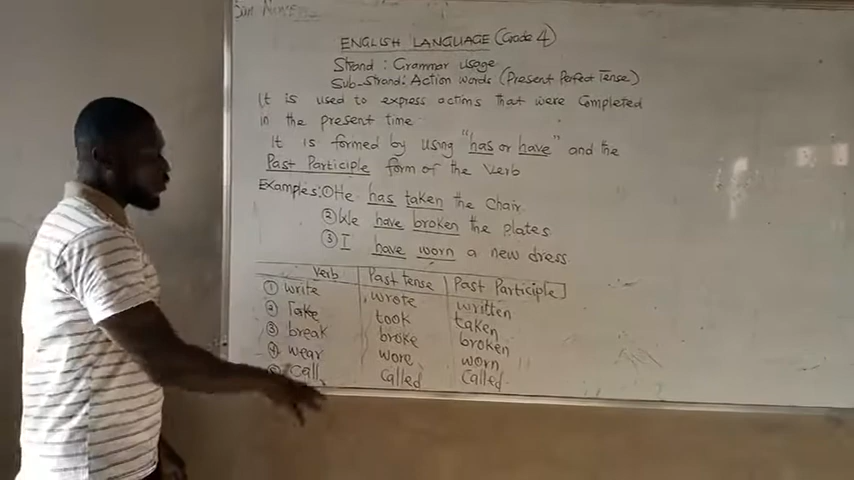 ENGLISH LANGUAGE (Grade 4)
Strand : Grammar Usage
Sub-Strand: Action words (Present Perfect Tense)
It is used to express actions that were Completed
in the present time
It is formed by using "has or have" and the
Past Participle form of the verb
Examples: ① He has taken the Chair
② We have broken the plates
③ I have worn a new dress
Verb Past Tense Past Participle
① write wrote written
② Take took taken
③ break broke broken
④ wear wore worn
Call Called Called